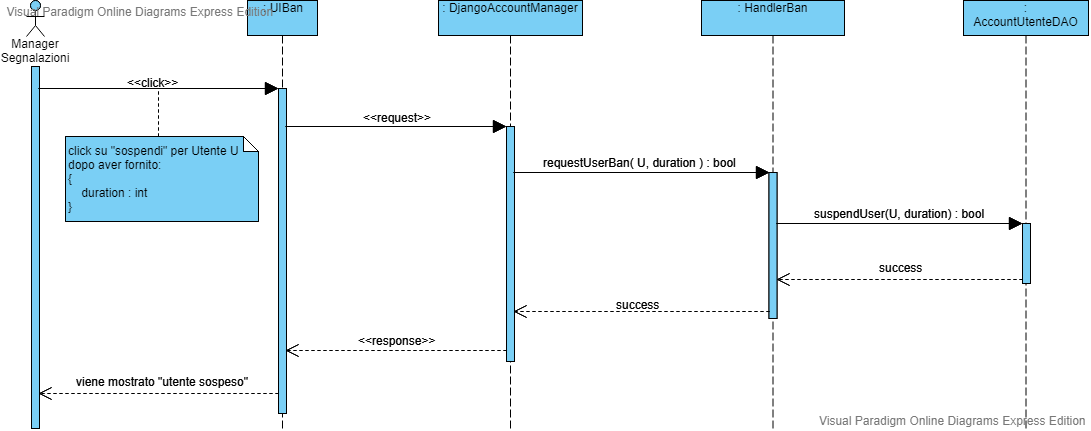 Visual Paradigm Online Diagrams Express Edition
Manager
Segnalazioni
: UIBan
: DjangoAccountManager
: HandlerBan
:
AccountUtenteDAO
<<click>>
click su "sospendi" per Utente U
dopo aver fornito:
{
duration : int
}
<<request>>
requestUserBan( U, duration ) : bool
suspendUser(U, duration) : bool
success
success
<<response>>
viene mostrato "utente sospeso"
Visual Paradigm Online Diagrams Express Edition